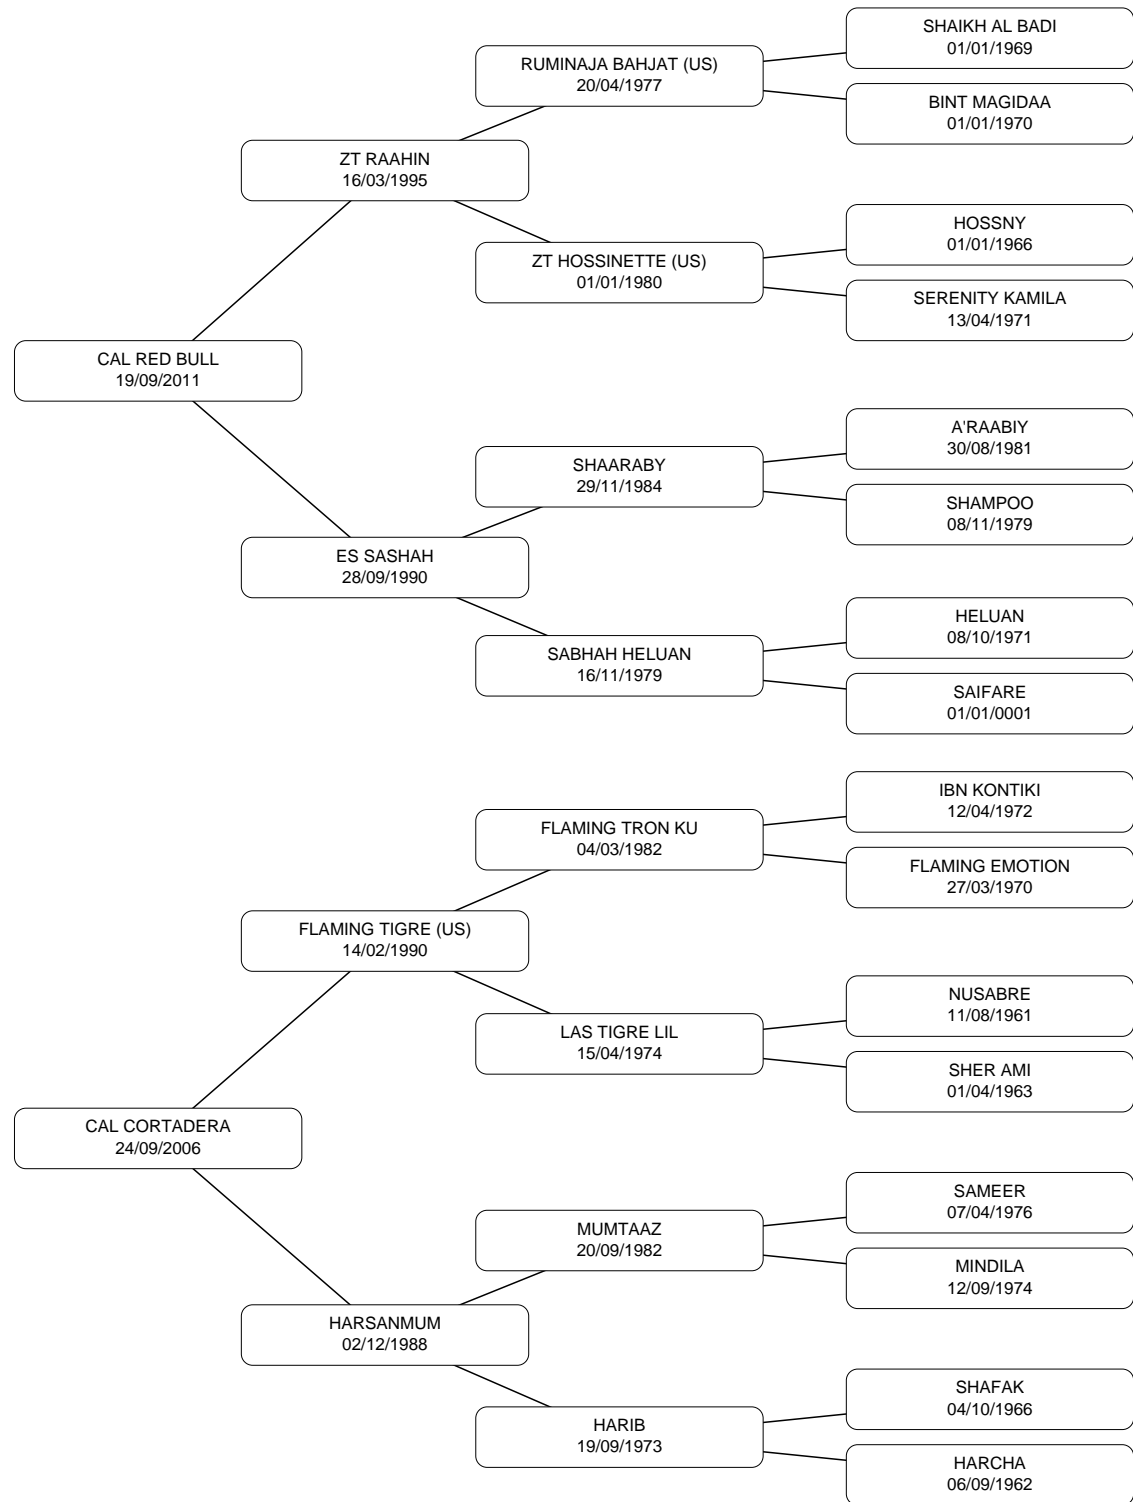 SHAIKH AL BADI
01/01/1969
RUMINAJA BAHJAT (US)
20/04/1977
BINT MAGIDAA
01/01/1970
ZT RAAHIN
16/03/1995
HOSSNY
01/01/1966
ZT HOSSINETTE (US)
01/01/1980
SERENITY KAMILA
13/04/1971
CAL RED BULL
19/09/2011
A'RAABIY
30/08/1981
SHAARABY
29/11/1984
SHAMPOO
08/11/1979
ES SASHAH
28/09/1990
HELUAN
08/10/1971
SABHAH HELUAN
16/11/1979
SAIFARE
01/01/0001
IBN KONTIKI
12/04/1972
FLAMING TRON KU
04/03/1982
FLAMING EMOTION
27/03/1970
FLAMING TIGRE (US)
14/02/1990
NUSABRE
11/08/1961
LAS TIGRE LIL
15/04/1974
SHER AMI
01/04/1963
CAL CORTADERA
24/09/2006
SAMEER
07/04/1976
MUMTAAZ
20/09/1982
MINDILA
12/09/1974
HARSANMUM
02/12/1988
SHAFAK
04/10/1966
HARIB
19/09/1973
HARCHA
06/09/1962